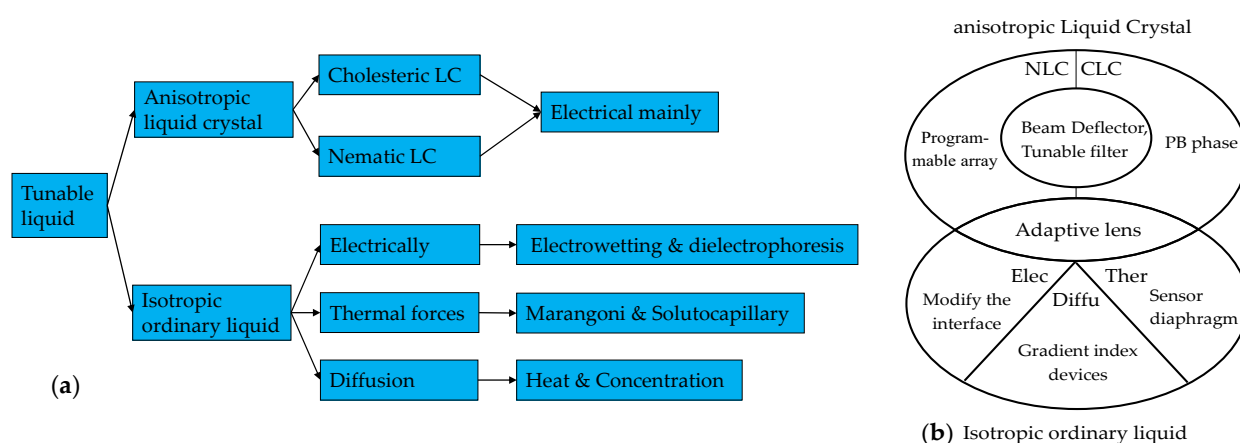 Tunable
liquid
Anisotropic
liquid crystal
Isotropic
ordinary liquid
Cholesteric LC
Nematic LC
Electrical mainly
Electrically
Thermal forces
Diffusion
Electrowetting & dielectrophoresis
Marangoni & Solutocapillary
Heat & Concentration
(a)
anisotropic Liquid Crystal
NLC CLC
Beam Deflector,
Tunable filter
Program-
mable array
PB phase
Adaptive lens
Elec
Ther
Diffu
Modify the
interface
Sensor
diaphragm
Gradient index
devices
(b) Isotropic ordinary liquid